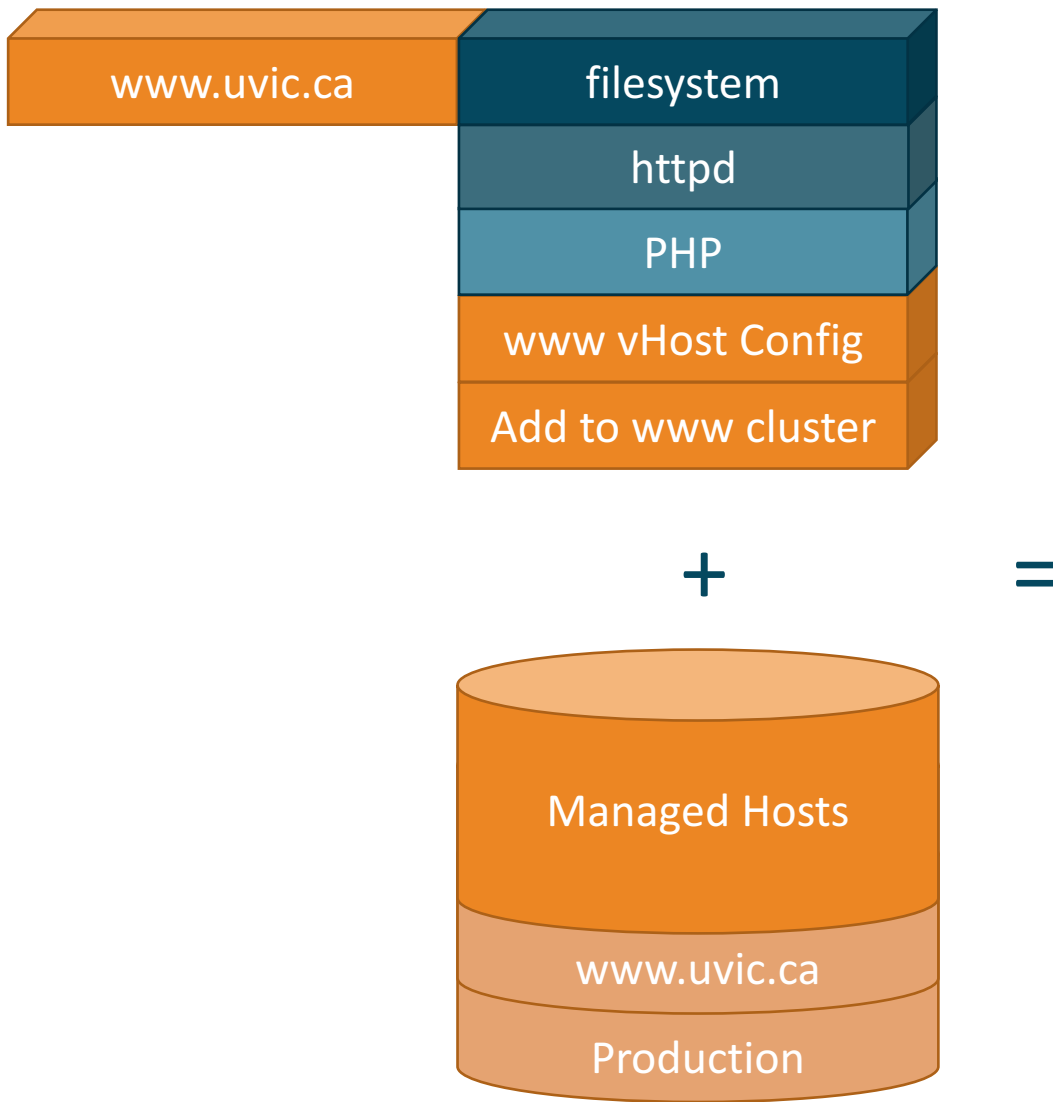 www.uvic.ca
filesystem
httpd
PHP
www vHost Config
Add to www cluster
+
=
Managed Hosts
www.uvic.ca
Production